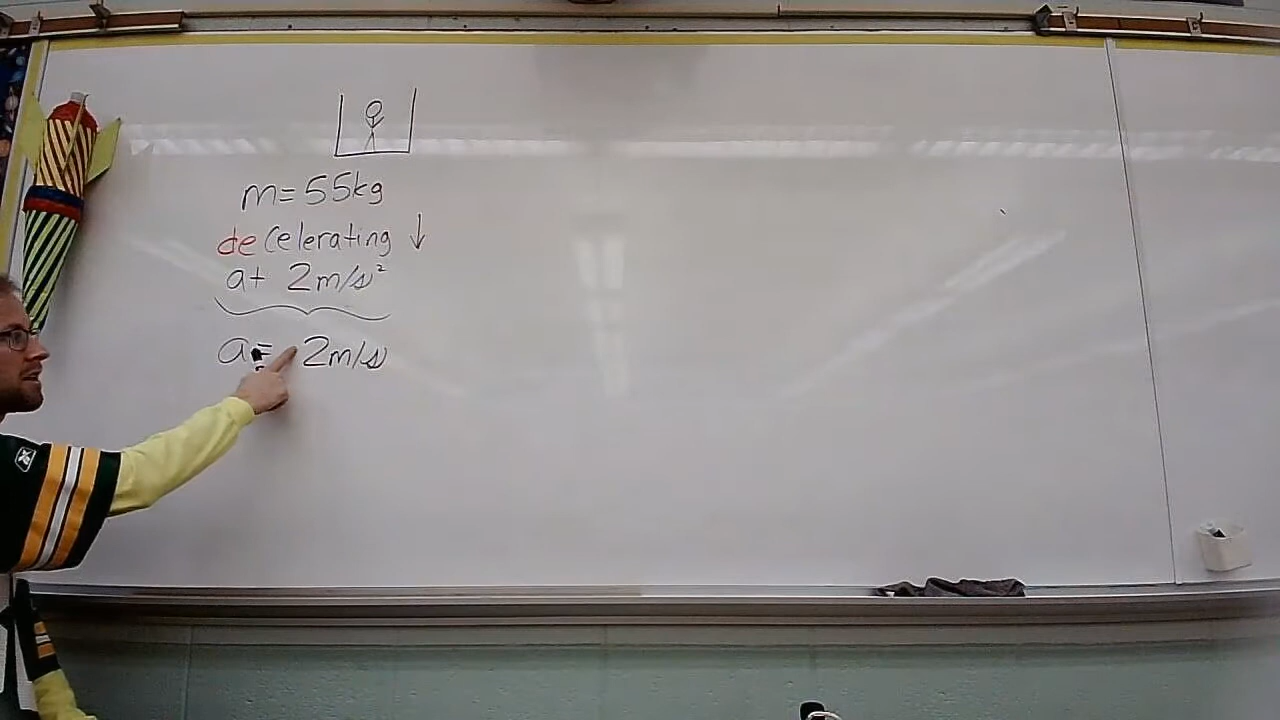 m=55kg
decelerating ↓
at 2m/s²
a= 2m/s